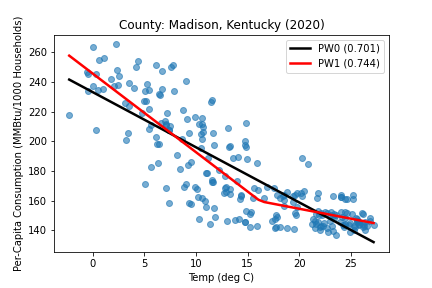 County: Madison, Kentucky (2020)
PW0 (0.701)
PW1 (0.744)
Per-Capita Consumption (MMBtu/1000 Households)
260
240
220
200
180
160
140
0 5 10 15 20 25
Temp (deg C)